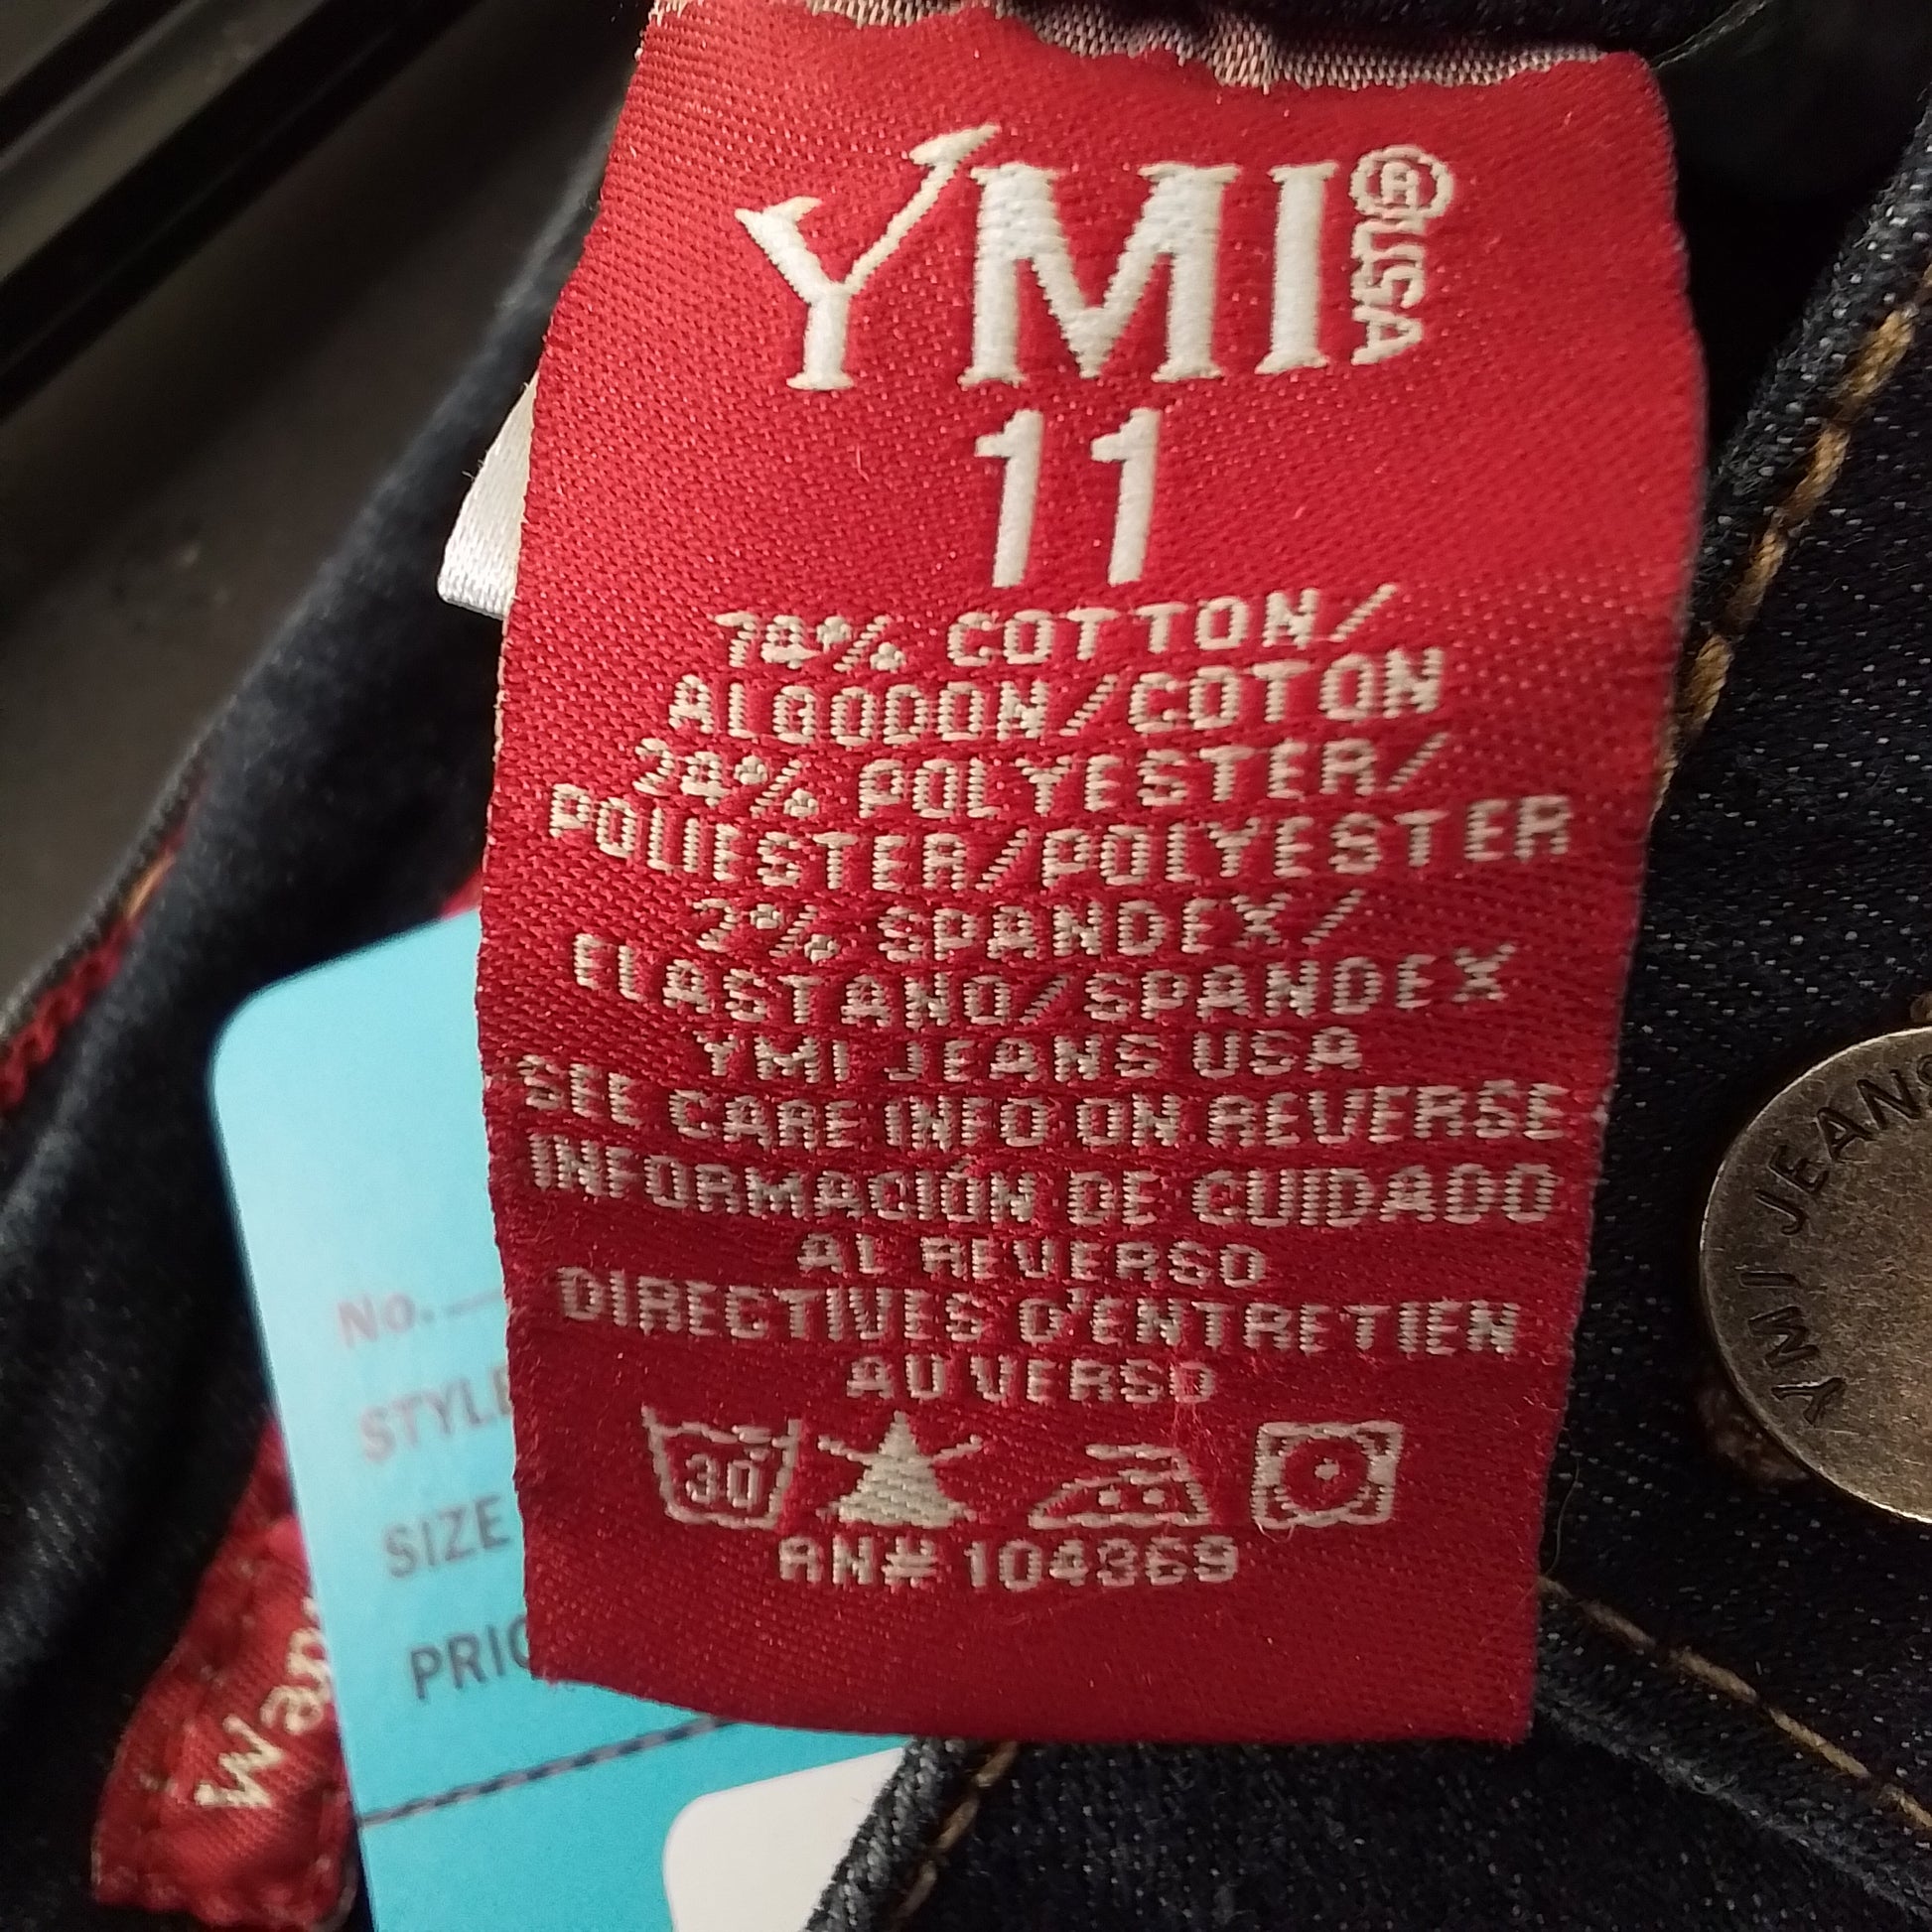 YMI® USA
11
74% COTTON/
ALGODON/COTON
24% POLYESTER/
POLIESTER/POLYESTER
2% SPANDEX/
ELASTANO/SPANDEX
YMI JEANS USA
SEE CARE INFO ON REVERSE
INFORMACIÓN DE CUIDADO
AL REVERSO
DIRECTIVES D'ENTRETIEN
AU VERSO
30
RN# 104369
No.
STYLE
SIZE
YMI JEANS